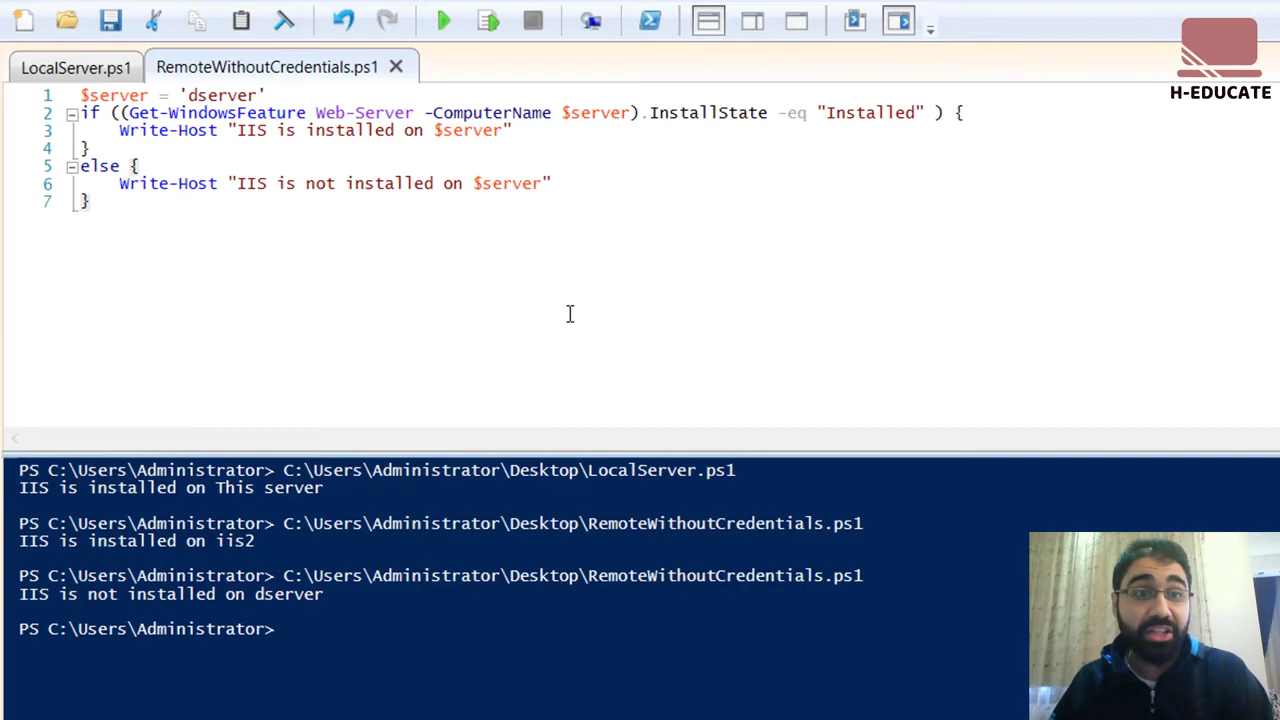 LocalServer.ps1
RemoteWithoutCredentials.ps1
H-EDUCATE
1 $server = 'dserver'
2 if ((Get-WindowsFeature Web-Server -ComputerName $server).InstallState -eq "Installed" ) {
3 Write-Host "IIS is installed on $server"
4 }
5 else {
6 Write-Host "IIS is not installed on $server"
7 }
PS C:\Users\Administrator> C:\Users\Administrator\Desktop\LocalServer.ps1
IIS is installed on This server
PS C:\Users\Administrator> C:\Users\Administrator\Desktop\RemoteWithoutCredentials.ps1
IIS is installed on iis2
PS C:\Users\Administrator> C:\Users\Administrator\Desktop\RemoteWithoutCredentials.ps1
IIS is not installed on dserver
PS C:\Users\Administrator>